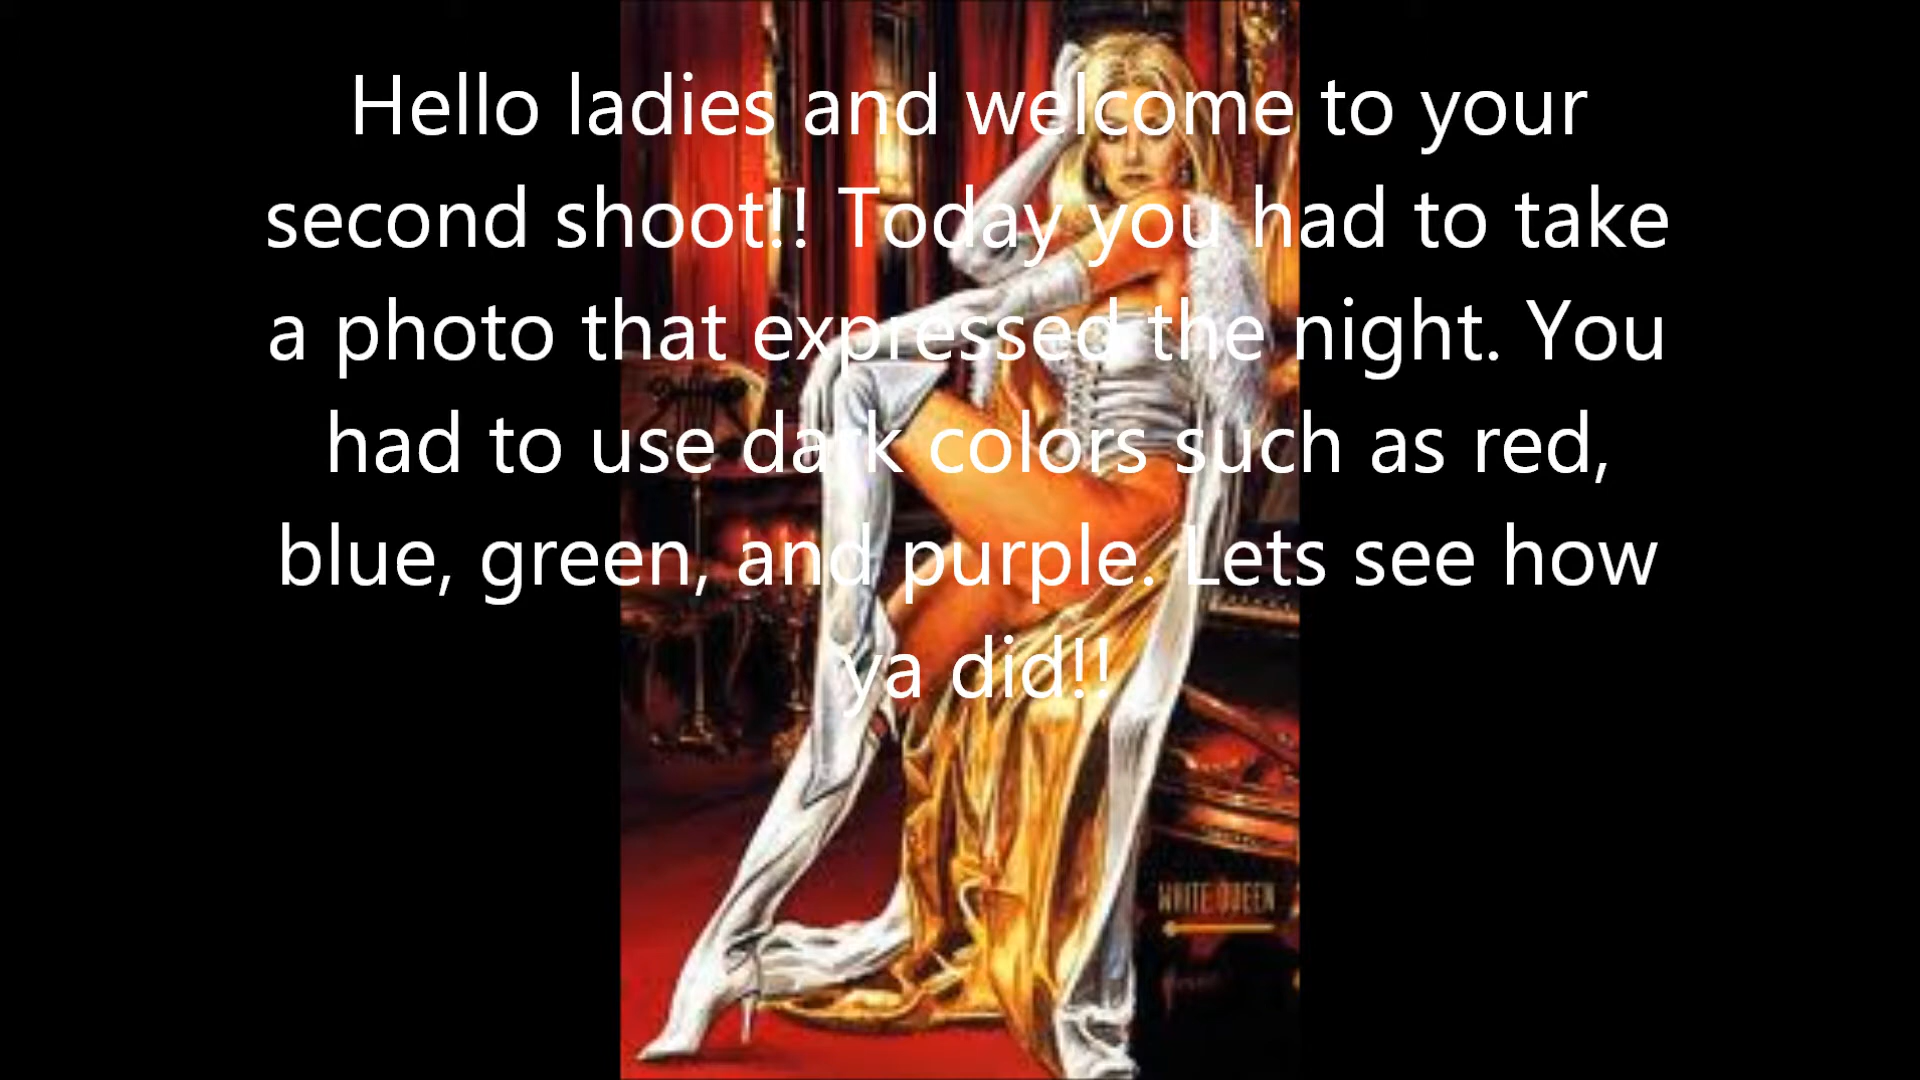 Hello ladies and welcome to your
second shoot!! Today you had to take
a photo that expressed the night. You
had to use dark colors such as red,
blue, green, and purple. Lets see how
ya did!!
WHITE QUEEN